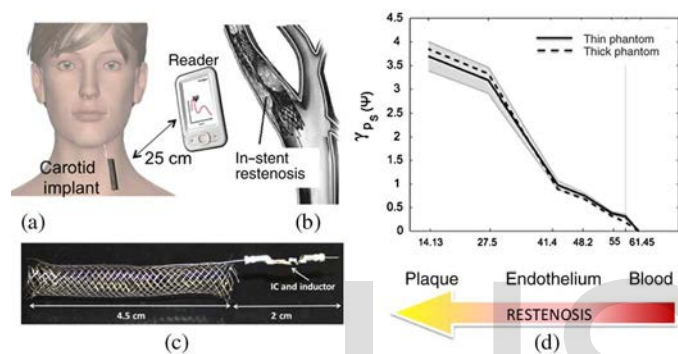 Reader
25 cm
Carotid
implant
In-stent
restenosis
(a)
(b)
IC and inductor
4.5 cm
2 cm
(c)
Thin phantom
Thick phantom
γPS (Ψ)
4.5
4
3.5
3
2.5
2
1.5
1
0.5
0
14.13 27.5 41.4 48.2 55 58 61.45
Plaque Endothelium Blood
RESTENOSIS
(d)